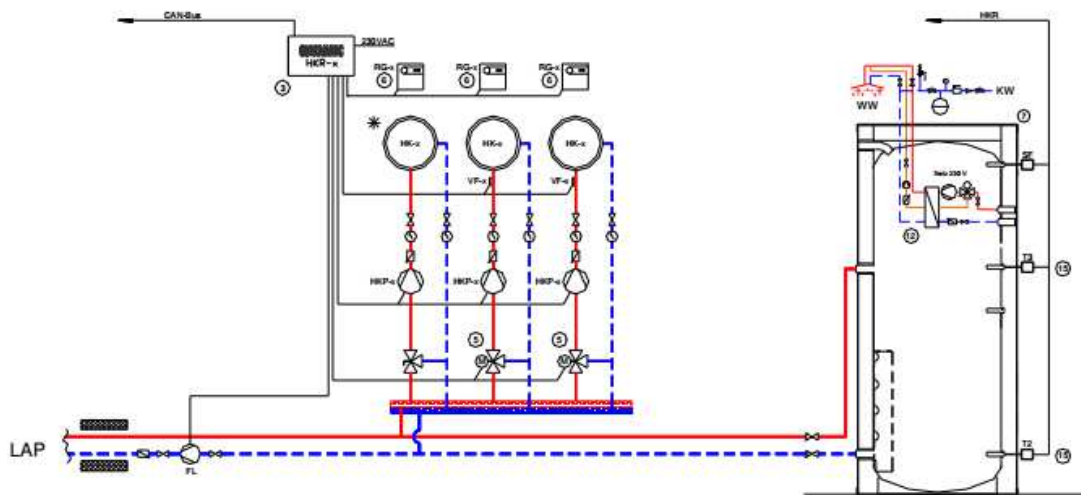 CAN-Bus
HKR
230VAC
HKR-x
3
RG-x
RG-x
RG-x
6
6
6
WW
KW
7
HK-x
HK-x
HK-x
VF-x
VF-x
12
T3
15
HKP-x
HKP-x
HKP-x
5
5
M
M
LAP
FL
T2
15